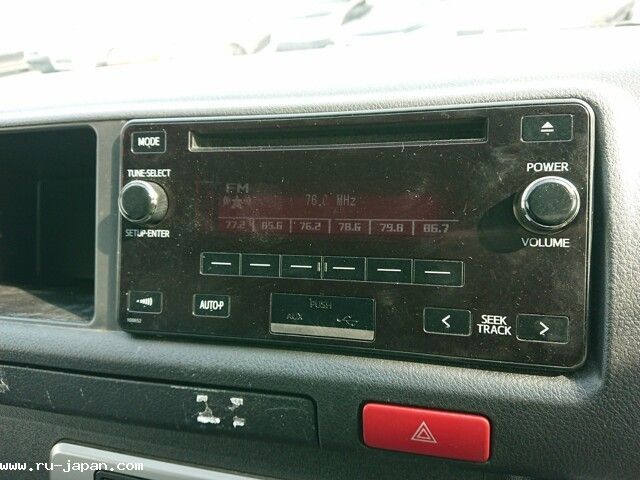 MODE
TUNE·SELECT
SETUP·ENTER
FM
76.0 MHz
77.2 85.6 76.2 78.6 79.8 86.7
POWER
VOLUME
AUTO·P
PUSH
AUX
SEEK
TRACK
100052
www.ru-japan.com